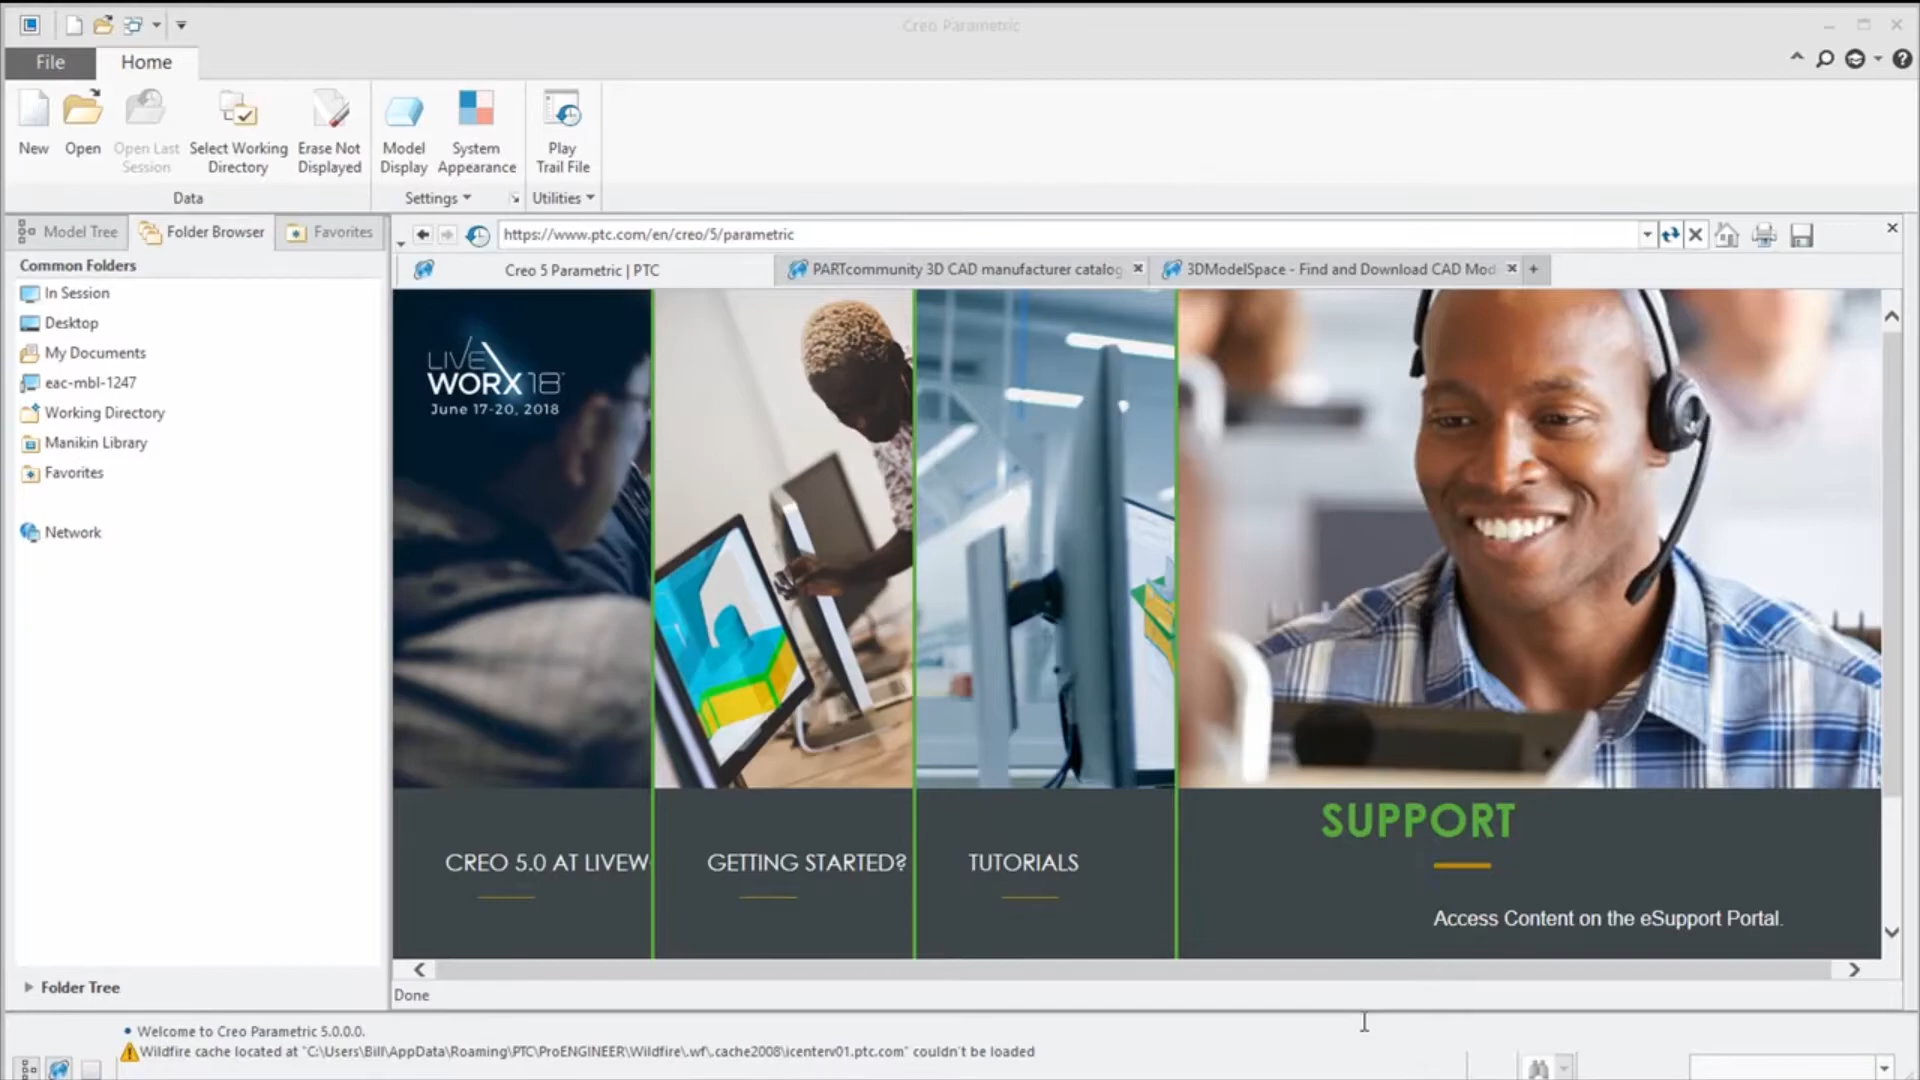 Creo Parametric
File
Home
New
Open
Open Last
Session
Select Working
Directory
Erase Not
Displayed
Model
Display
System
Appearance
Play
Trail File
Data
Settings
Utilities
Model Tree
Folder Browser
Favorites
https://www.ptc.com/en/creo/5/parametric
Common Folders
Creo 5 Parametric | PTC
PARTcommunity 3D CAD manufacturer catalog
3DModelSpace - Find and Download CAD Mod
In Session
Desktop
My Documents
eac-mbl-1247
Working Directory
Manikin Library
Favorites
Network
LIVE
WORX18
June 17-20, 2018
CREO 5.0 AT LIVEW
GETTING STARTED?
TUTORIALS
SUPPORT
Access Content on the eSupport Portal.
Folder Tree
Done
• Welcome to Creo Parametric 5.0.0.0.
Wildfire cache located at "C:\Users\Bill\AppData\Roaming\PTC\ProENGINEER\Wildfire\.wf\.cache2008\icenterv01.ptc.com" couldn't be loaded